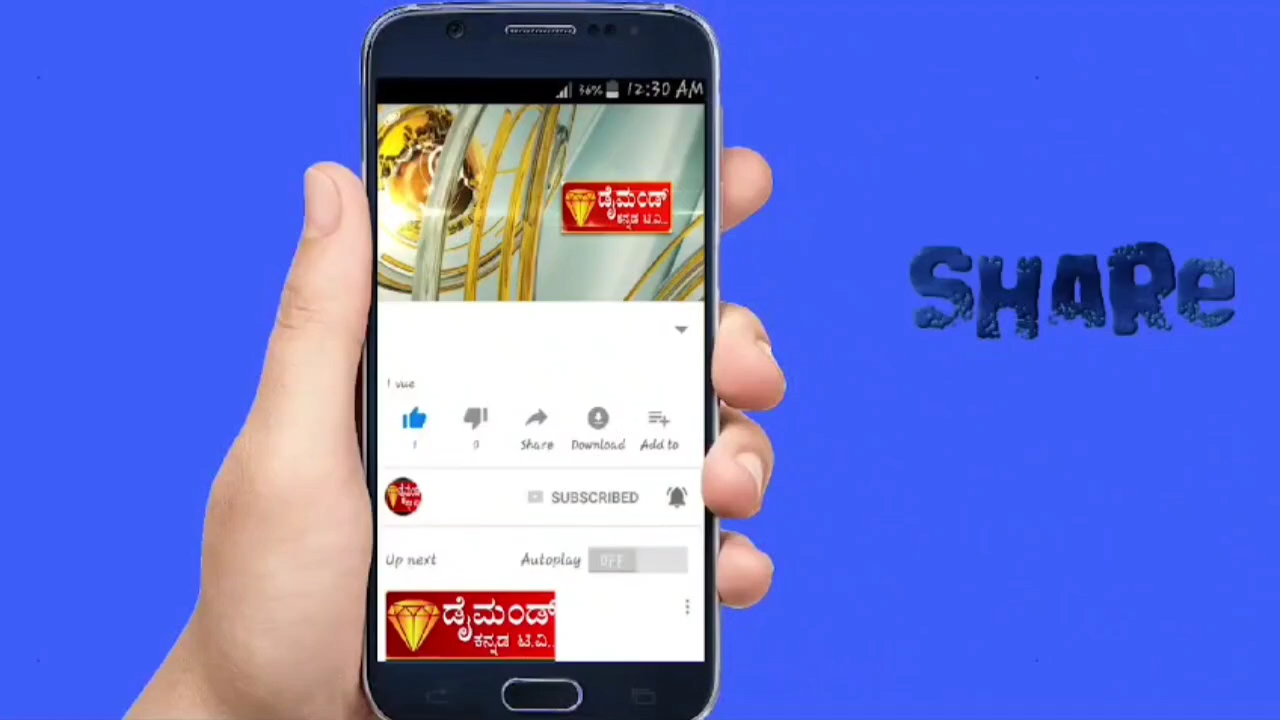 36% 12:30 AM
ಡೈಮಂಡ್
ಕನ್ನಡ ಟಿ.ವಿ..
SHARe
1 vue
1 0 Share Download Add to
SUBSCRIBED
Up next Autoplay OFF
ಡೈಮಂಡ್
ಕನ್ನಡ ಟಿ.ವಿ..